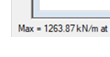 Max = 1263.87 kN/m at